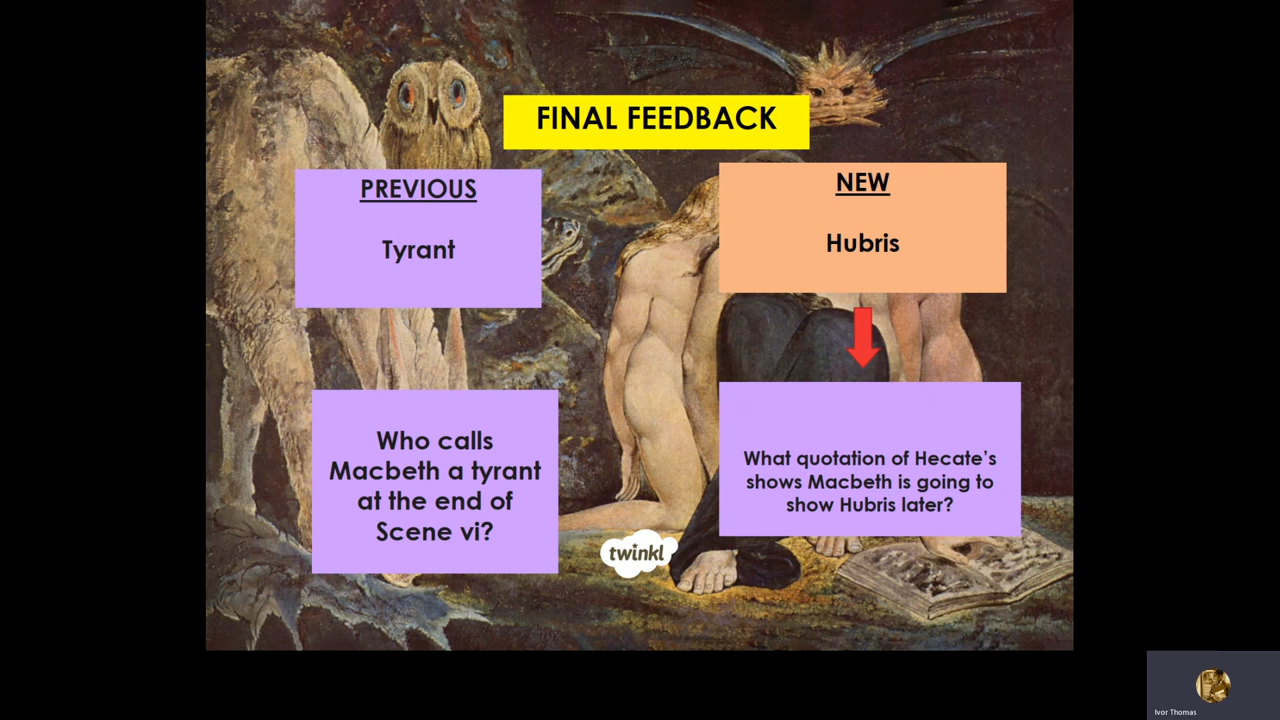 FINAL FEEDBACK
PREVIOUS
Tyrant
NEW
Hubris
Who calls
Macbeth a tyrant
at the end of
Scene vi?
What quotation of Hecate's
shows Macbeth is going to
show Hubris later?
twinkl
Ivor Thomas